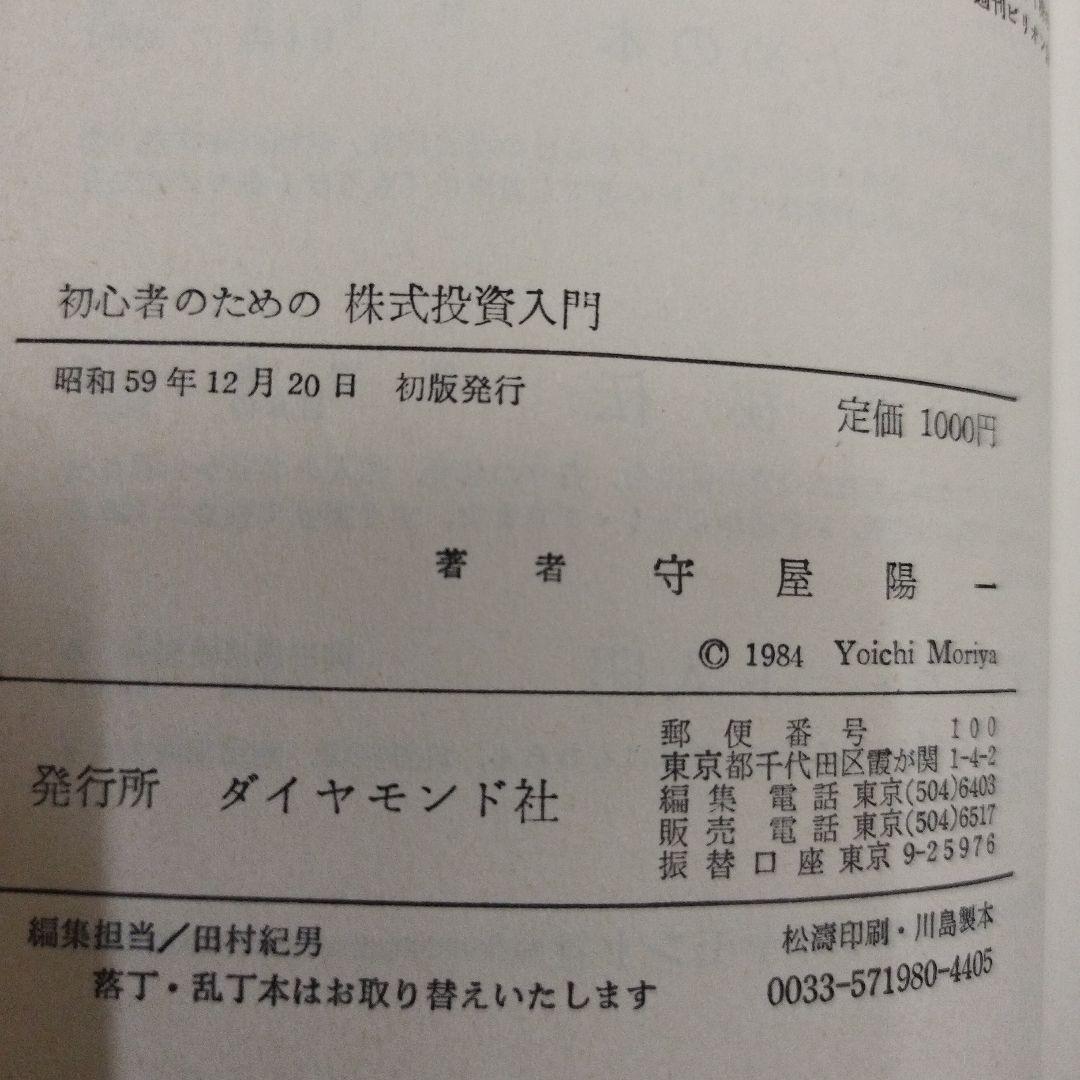 週刊ビリオン
初心者のための 株式投資入門
昭和59年12月20日 初版発行
定価 1000円
著者 守屋陽一
© 1984 Yoichi Moriya
郵便番号 100
東京都千代田区霞が関 1-4-2
編集電話 東京(504)6403
販売電話 東京(504)6517
振替口座 東京 9-25976
発行所 ダイヤモンド社
編集担当/田村紀男
落丁・乱丁本はお取り替えいたします
松濤印刷・川島製本
0033-571980-4405